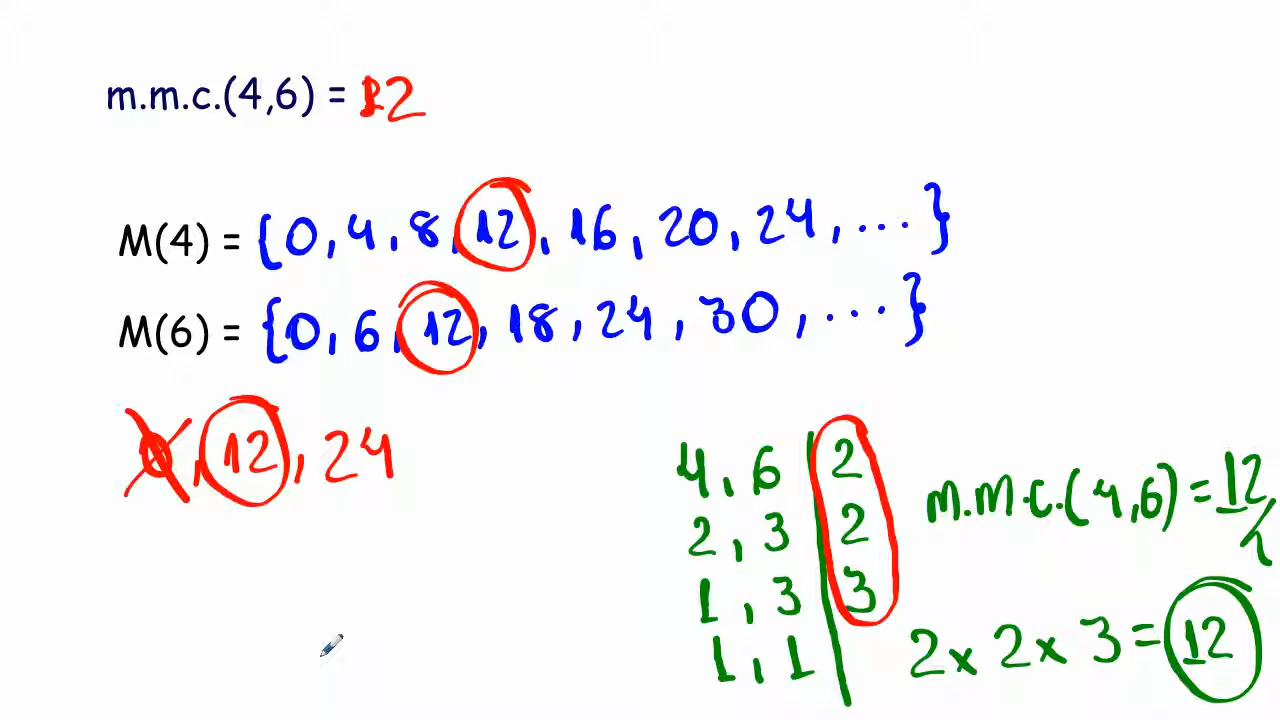 m.m.c.(4,6) = 12
M(4) = {0, 4, 8, 12, 16, 20, 24, ...}
M(6) = {0, 6, 12, 18, 24, 30, ...}
0, 12, 24
4, 6 | 2
2, 3 | 2
1, 3 | 3
1, 1 |
m.m.c.(4,6) = 12
2 x 2 x 3 = 12